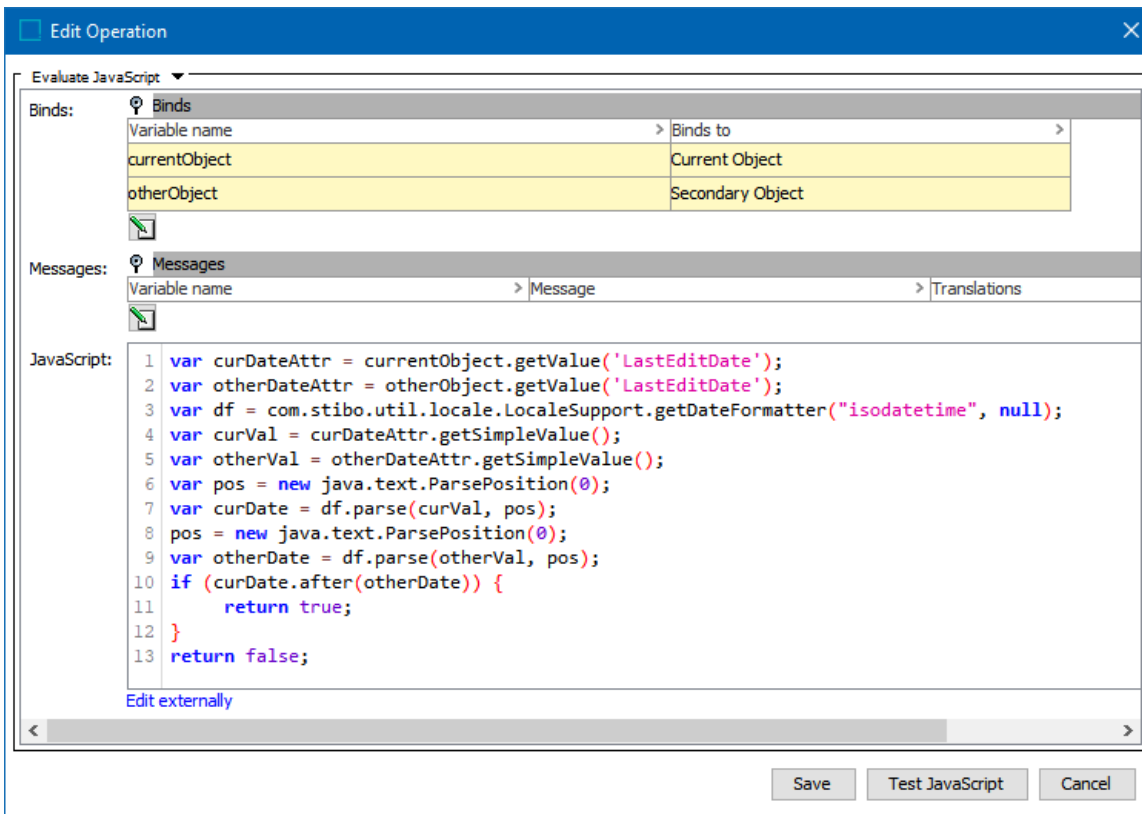 Edit Operation
Evaluate JavaScript
Binds:
Binds
Variable name > Binds to >
currentObject Current Object
otherObject Secondary Object
Messages:
Messages
Variable name > Message > Translations
JavaScript:
1 var curDateAttr = currentObject.getValue('LastEditDate');
2 var otherDateAttr = otherObject.getValue('LastEditDate');
3 var df = com.stibo.util.locale.LocaleSupport.getDateFormatter("isodatetime", null);
4 var curVal = curDateAttr.getSimpleValue();
5 var otherVal = otherDateAttr.getSimpleValue();
6 var pos = new java.text.ParsePosition(0);
7 var curDate = df.parse(curVal, pos);
8 pos = new java.text.ParsePosition(0);
9 var otherDate = df.parse(otherVal, pos);
10 if (curDate.after(otherDate)) {
11 return true;
12 }
13 return false;
Edit externally
Save Test JavaScript Cancel